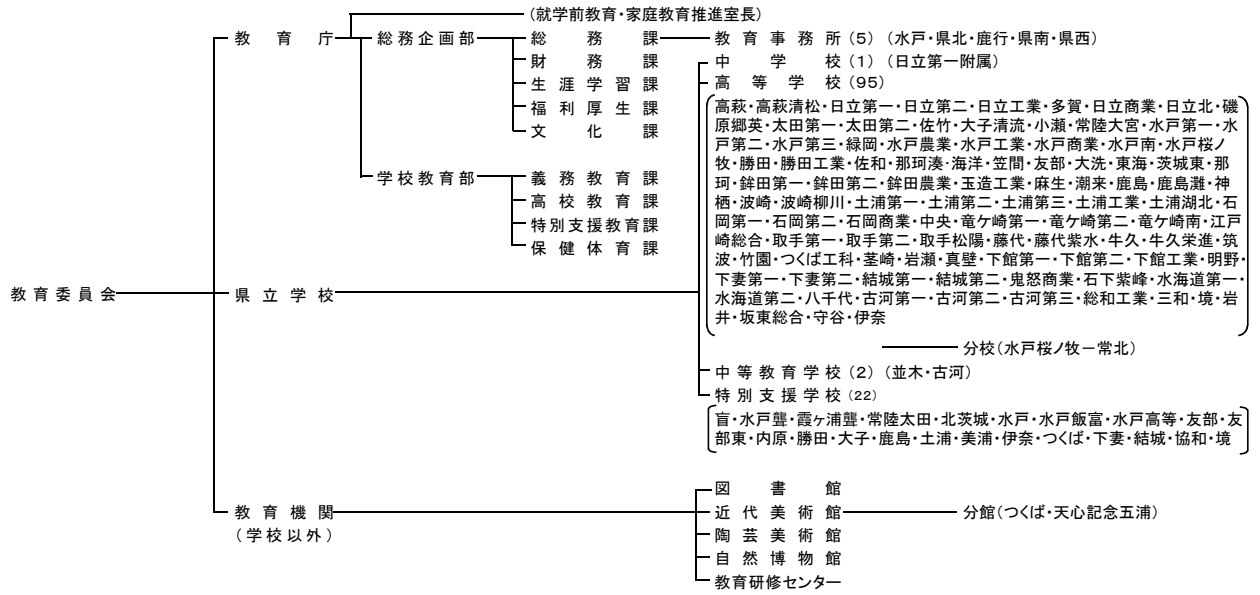 (就学前教育・家庭教育推進室長)
教育庁 総務企画部 総務課 教育事務所(5) (水戸・県北・鹿行・県南・県西)
財務課 中学校(1) (日立第一附属)
生涯学習課 高等学校(95)
福利厚生課
文化課
高萩・高萩清松・日立第一・日立第二・日立工業・多賀・日立商業・日立北・磯
原郷英・太田第一・太田第二・佐竹・大子清流・小瀬・常陸大宮・水戸第一・水
戸第二・水戸第三・緑岡・水戸農業・水戸工業・水戸商業・水戸南・水戸桜ノ
牧・勝田・勝田工業・佐和・那珂湊・海洋・笠間・友部・大洗・東海・茨城東・那
珂・鉾田第一・鉾田第二・鉾田農業・玉造工業・麻生・潮来・鹿島・鹿島灘・神
栖・波崎・波崎柳川・土浦第一・土浦第二・土浦第三・土浦工業・土浦湖北・石
岡第一・石岡第二・石岡商業・中央・竜ケ崎第一・竜ケ崎第二・竜ケ崎南・江戸
崎総合・取手第一・取手第二・取手松陽・藤代・藤代紫水・牛久・牛久栄進・筑
波・竹園・つくば工科・茎崎・岩瀬・真壁・下館第一・下館第二・下館工業・明野・
下妻第一・下妻第二・結城第一・結城第二・鬼怒商業・石下紫峰・水海道第一・
水海道第二・八千代・古河第一・古河第二・古河第三・総和工業・三和・境・岩
井・坂東総合・守谷・伊奈
学校教育部 義務教育課
高校教育課
特別支援教育課
保健体育課
教育委員会 県立学校
分校(水戸桜ノ牧ー常北)
中等教育学校(2) (並木・古河)
特別支援学校(22)
盲・水戸聾・霞ヶ浦聾・常陸太田・北茨城・水戸・水戸飯富・水戸高等・友部・友
部東・内原・勝田・大子・鹿島・土浦・美浦・伊奈・つくば・下妻・結城・協和・境
図書館
教育機関 近代美術館 分館(つくば・天心記念五浦)
(学校以外) 陶芸美術館
自然博物館
教育研修センター